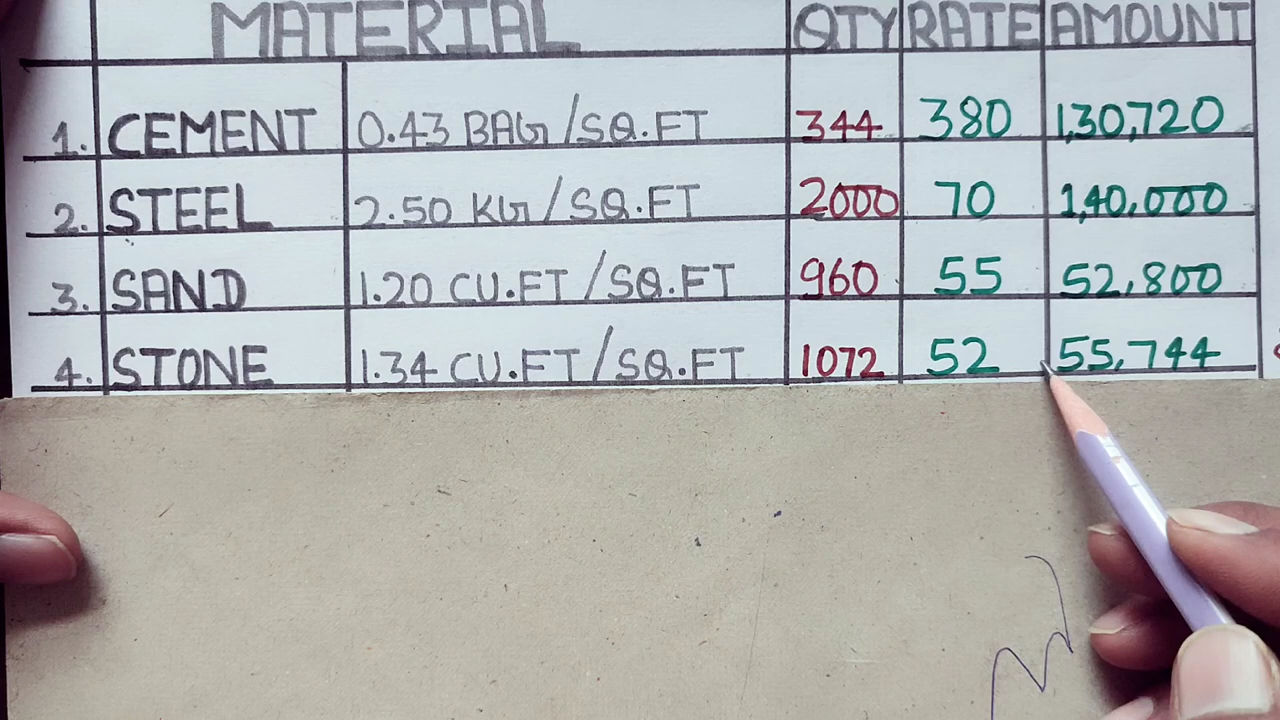 MATERIAL QTY RATE AMOUNT
1. CEMENT 0.43 BAG/SQ.FT 344 380 1,30,720
2. STEEL 2.50 KG/SQ.FT 2000 70 1,40,000
3. SAND 1.20 CU.FT/SQ.FT 960 55 52,800
4. STONE 1.34 CU.FT/SQ.FT 1072 52 55,744